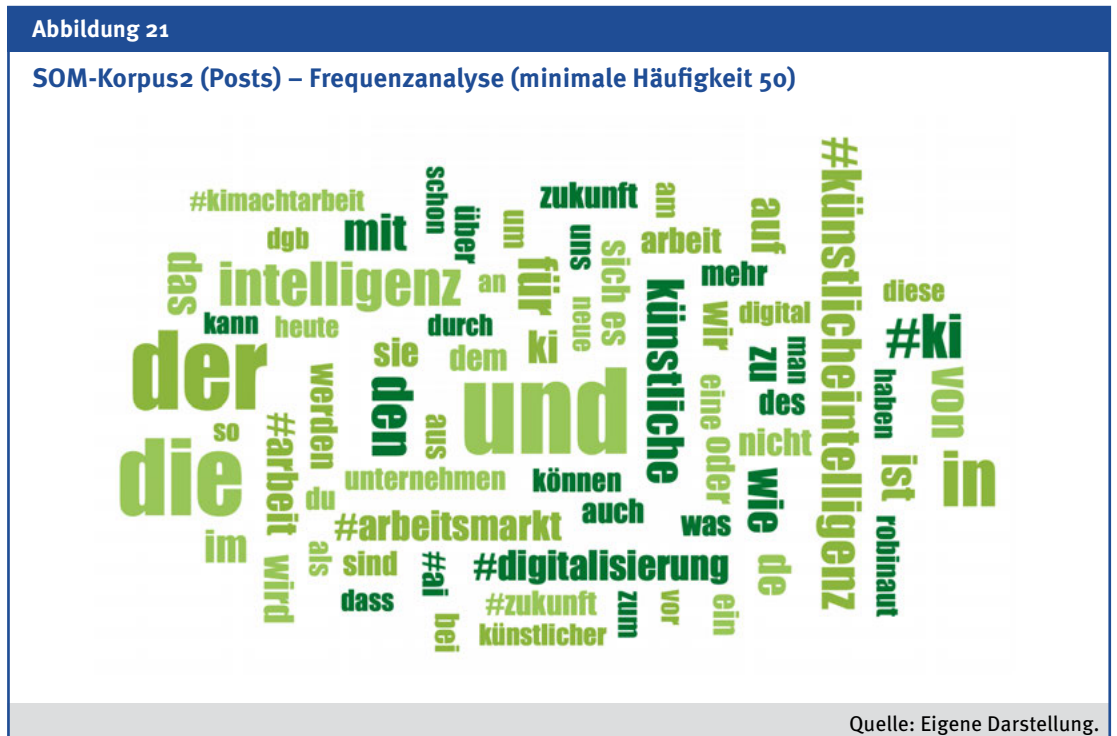 Abbildung 21
SOM-Korpus2 (Posts) – Frequenzanalyse (minimale Häufigkeit 50)
#kimachtarbeit
schon
zukunft
am
#künstlicheintelligenz
dgb
mit
über
um
uns
arbeit
auf
das
intelligenz
an
für
sich
es
mehr
diese
kann
heute
durch
neue
künstliche
wir
digital
#ki
der
sie
dem
ki
zu
man
von
werden
den
und
eine
des
haben
so
#arbeit
aus
oder
nicht
die
unternehmen
können
wie
ist
in
du
auch
im
#arbeitsmarkt
was
robinaut
wird
als
sind
#ai
#digitalisierung
de
dass
#zukunft
zum
vor
ein
bei
künstlicher
Quelle: Eigene Darstellung.